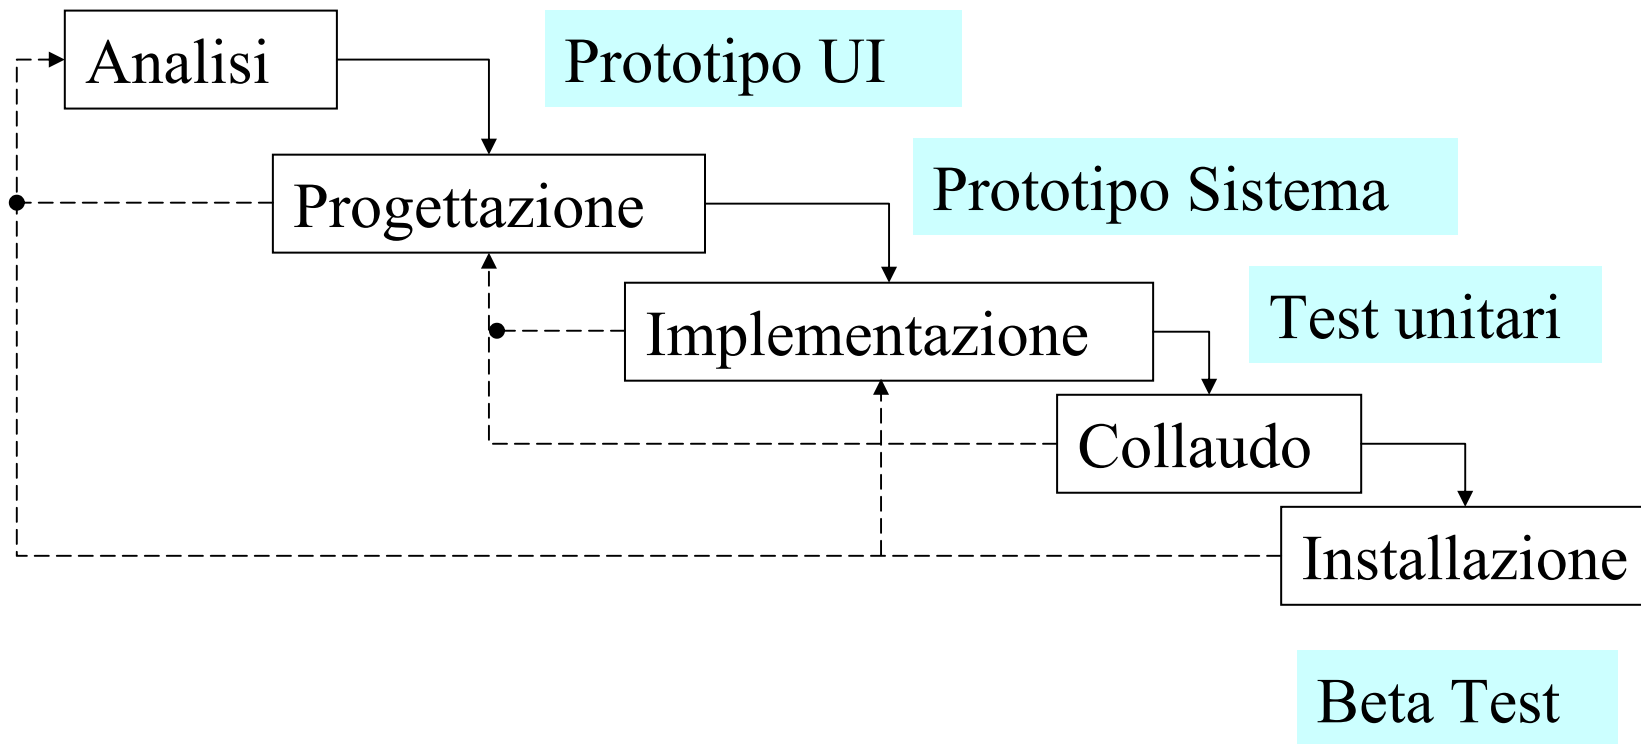 Analisi
Prototipo UI
Progettazione
Prototipo Sistema
Implementazione
Test unitari
Collaudo
Installazione
Beta Test